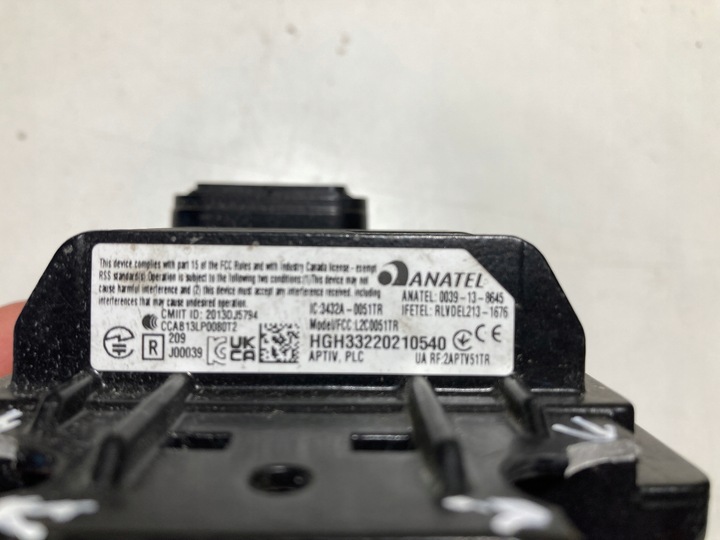 This device complies with part 15 of the FCC Rules and with Industry Canada license - exempt
RSS standard(s) Operation is subject to the following two conditions:(1)This device may not
cause harmful interference and (2) this device must accept any interference received, including
interferences that may cause undesired operation.
ANATEL
ANATEL: 0039-13-8645
IFETEL: RLVDEL213-1676
CMIIT ID: 2013DJ5794
CCAB13LP0080T2
IC:3432A-0051TR
Model/FCC:L2C0051TR
R
209
J00039
UK
CA
HGH33220210540
APTIV, PLC
CE
UA RF:2APTV51TR